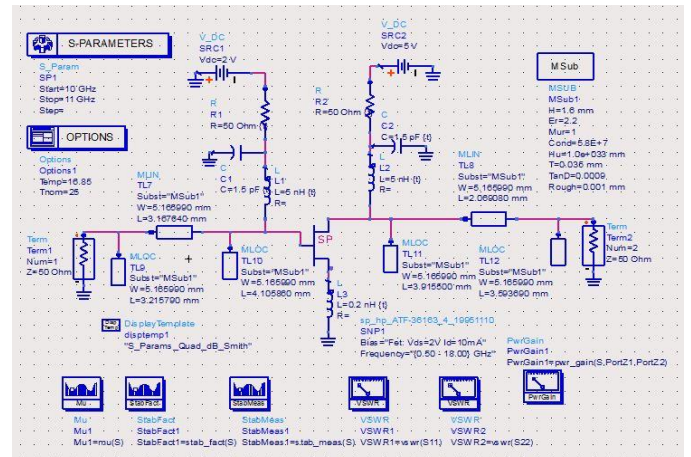 S-PARAMETERS
S_Param
SP1
Start=10 GHz
Stop=11 GHz
Step=
OPTIONS
Options
Options1
Temp=16.85
Tnom=25
V_DC
SRC1
Vdc=2 V
R
R1
R=50 Ohm {t}
C
C1
C=1.5 pF {t}
L
L1
L=5 nH {t}
R=
V_DC
SRC2
Vdc=5 V
R
R2
R=50 Ohm {t}
C
C2
C=1.5 pF {t}
L
L2
L=5 nH {t}
R=
MSub
MSUB
MSub1
H=1.6 mm
Er=2.2
Mur=1
Cond=5.8E+7
Hu=1.0e+033 mm
T=0.036 mm
TanD=0.0009
Rough=0.001 mm
MLIN
TL7
Subst="MSub1"
W=5.165990 mm
L=3.167640 mm
MLIN
TL8
Subst="MSub1"
W=5.165990 mm
L=2.069080 mm
Term
Term1
Num=1
Z=50 Ohm
MLOC
TL9
Subst="MSub1"
W=5.165990 mm
L=3.215790 mm
MLOC
TL10
Subst="MSub1"
W=5.165990 mm
L=4.105860 mm
SP
L
L3
L=0.2 nH {t}
R=
MLOC
TL11
Subst="MSub1"
W=5.165990 mm
L=3.915500 mm
MLOC
TL12
Subst="MSub1"
W=5.165990 mm
L=3.593690 mm
Term
Term2
Num=2
Z=50 Ohm
Disp
Temp
DisplayTemplate
disptemp1
"S_Params_Quad_dB_Smith"
sp_hp_ATF-36163_4_19951110
SNP1
Bias="Fet: Vds=2V Id=10mA"
Frequency="{0.50 - 18.00} GHz"
PwrGain
PwrGain1
PwrGain1=pwr_gain(S,PortZ1,PortZ2)
PwrGain
Mu
Mu
Mu1
Mu1=mu(S)
StabFact
StabFact
StabFact1
StabFact1=stab_fact(S)
StabMeas
StabMeas
StabMeas1
StabMeas1=stab_meas(S)
VSWR
VSWR
VSWR1
VSWR1=vswr(S11)
VSWR
VSWR
VSWR2
VSWR2=vswr(S22)